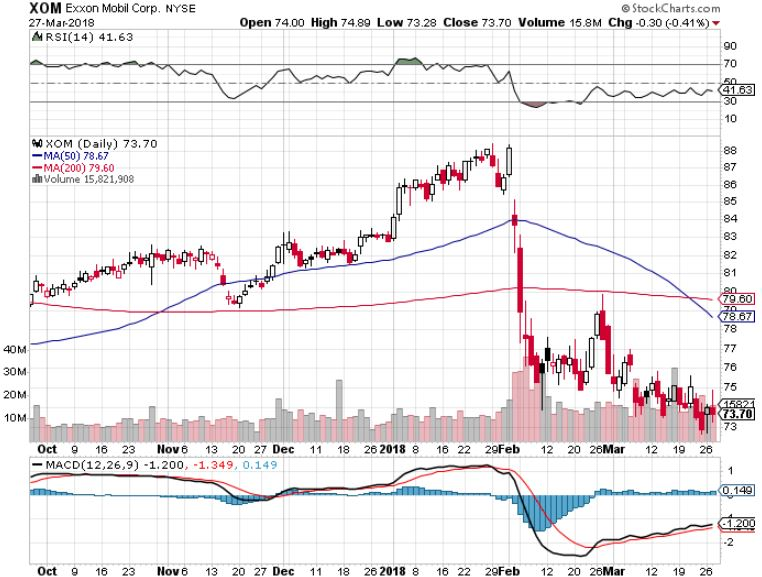 XOM Exxon Mobil Corp. NYSE
© StockCharts.com
27-Mar-2018
Open 74.00 High 74.89 Low 73.28 Close 73.70 Volume 15.8M Chg -0.30 (-0.41%)
RSI(14) 41.63
90
70
50
41.63
30
10
XOM (Daily) 73.70
MA(50) 78.67
MA(200) 79.60
Volume 15,821,908
88
87
86
85
84
83
82
81
80
79.60
78.67
78
77
76
75
15821
73.70
73
40M
30M
20M
10M
Oct 9 16 23 Nov 6 13 20 27 Dec 11 18 26 2018 8 16 22 29 Feb 12 20 26 Mar 12 19 26
MACD(12,26,9) -1.200, -1.349, 0.149
1
0.149
-1.200
-2
Oct 9 16 23 Nov 6 13 20 27 Dec 11 18 26 2018 8 16 22 29 Feb 12 20 26 Mar 12 19 26